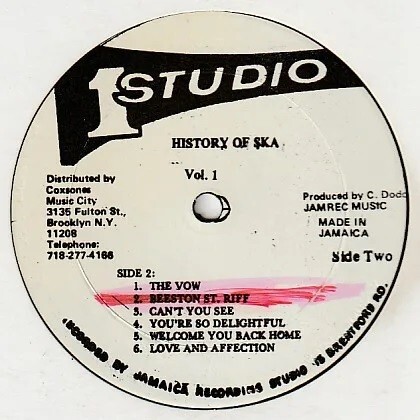 1 STUDIO
HISTORY OF SKA
Vol. 1
Distributed by
Coxsones
Music City
3135 Fulton St.,
Brooklyn N.Y.
11208
Telephone:
718-277-4166
Produced by C. Dodd
JAMREC MUSIC
MADE IN
JAMAICA
Side Two
SIDE 2:
1. THE VOW
2. BEESTON ST. RIFF
3. CAN'T YOU SEE
4. YOU'RE SO DELIGHTFUL
5. WELCOME YOU BACK HOME
6. LOVE AND AFFECTION
RECORDED BY JAMAICA RECORDING STUDIO 13 BRENTFORD RD.